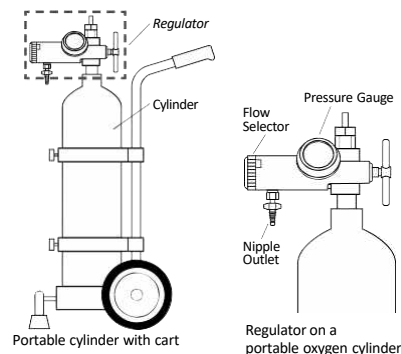 Regulator
Cylinder
Portable cylinder with cart
Pressure Gauge
Flow
Selector
Nipple
Outlet
Regulator on a
portable oxygen cylinder